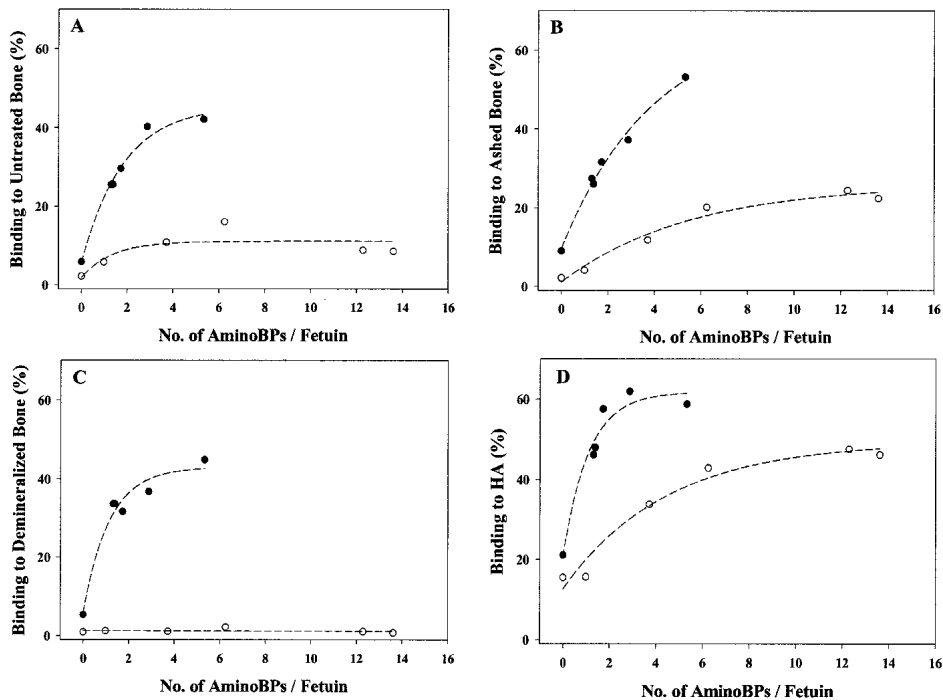 A
Binding to Untreated Bone (%)
60
40
20
0
0 2 4 6 8 10 12 14 16
No. of AminoBPs / Fetuin
B
Binding to Ashed Bone (%)
60
40
20
0
0 2 4 6 8 10 12 14 16
No. of AminoBPs / Fetuin
C
Binding to Demineralized Bone (%)
60
40
20
0
0 2 4 6 8 10 12 14 16
No. of AminoBPs / Fetuin
D
Binding to HA (%)
60
40
20
0
0 2 4 6 8 10 12 14 16
No. of AminoBPs / Fetuin